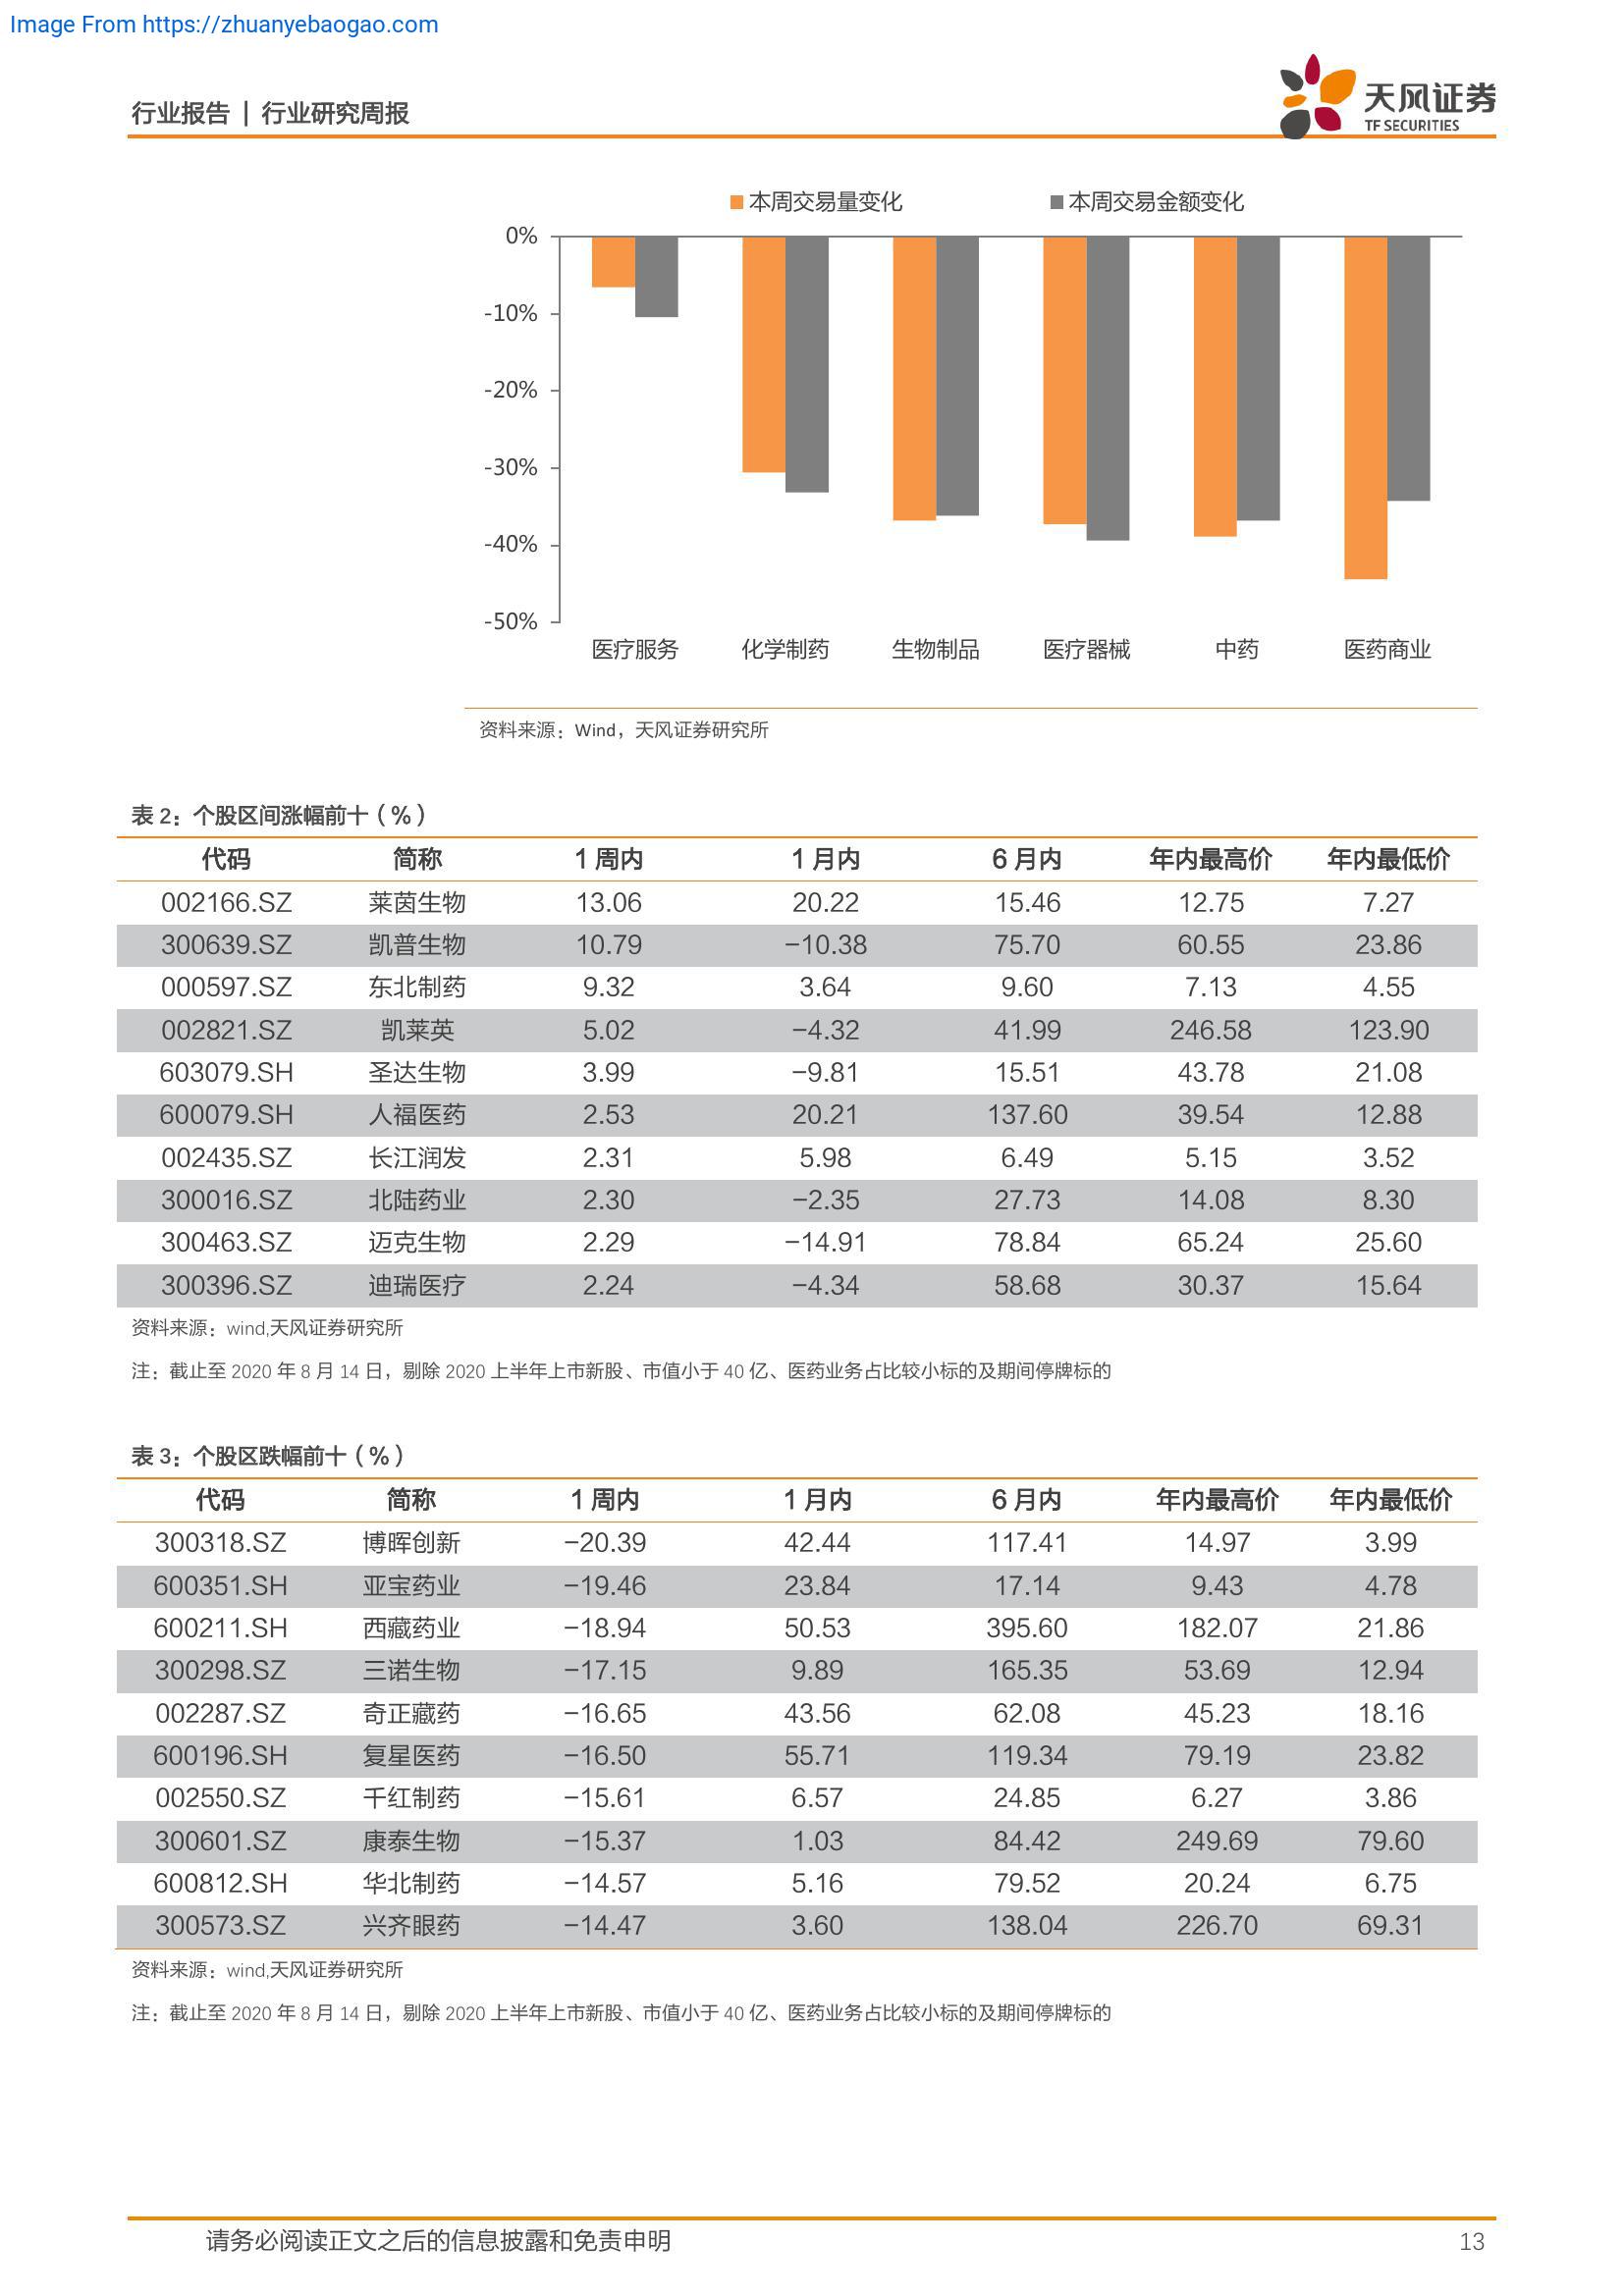 Image From https://zhuanyebaogao.com
行业报告 | 行业研究周报
天风证券
TF SECURITIES
本周交易量变化 本周交易金额变化
0%
-10%
-20%
-30%
-40%
-50%
医疗服务 化学制药 生物制品 医疗器械 中药 医药商业
资料来源：Wind，天风证券研究所
表 2：个股区间涨幅前十（%）
代码 简称 1 周内 1 月内 6 月内 年内最高价 年内最低价
002166.SZ 莱茵生物 13.06 20.22 15.46 12.75 7.27
300639.SZ 凯普生物 10.79 -10.38 75.70 60.55 23.86
000597.SZ 东北制药 9.32 3.64 9.60 7.13 4.55
002821.SZ 凯莱英 5.02 -4.32 41.99 246.58 123.90
603079.SH 圣达生物 3.99 -9.81 15.51 43.78 21.08
600079.SH 人福医药 2.53 20.21 137.60 39.54 12.88
002435.SZ 长江润发 2.31 5.98 6.49 5.15 3.52
300016.SZ 北陆药业 2.30 -2.35 27.73 14.08 8.30
300463.SZ 迈克生物 2.29 -14.91 78.84 65.24 25.60
300396.SZ 迪瑞医疗 2.24 -4.34 58.68 30.37 15.64
资料来源：wind,天风证券研究所
注：截止至 2020 年 8 月 14 日，剔除 2020 上半年上市新股、市值小于 40 亿、医药业务占比较小标的及期间停牌标的
表 3：个股区跌幅前十（%）
代码 简称 1 周内 1 月内 6 月内 年内最高价 年内最低价
300318.SZ 博晖创新 -20.39 42.44 117.41 14.97 3.99
600351.SH 亚宝药业 -19.46 23.84 17.14 9.43 4.78
600211.SH 西藏药业 -18.94 50.53 395.60 182.07 21.86
300298.SZ 三诺生物 -17.15 9.89 165.35 53.69 12.94
002287.SZ 奇正藏药 -16.65 43.56 62.08 45.23 18.16
600196.SH 复星医药 -16.50 55.71 119.34 79.19 23.82
002550.SZ 千红制药 -15.61 6.57 24.85 6.27 3.86
300601.SZ 康泰生物 -15.37 1.03 84.42 249.69 79.60
600812.SH 华北制药 -14.57 5.16 79.52 20.24 6.75
300573.SZ 兴齐眼药 -14.47 3.60 138.04 226.70 69.31
资料来源：wind,天风证券研究所
注：截止至 2020 年 8 月 14 日，剔除 2020 上半年上市新股、市值小于 40 亿、医药业务占比较小标的及期间停牌标的
请务必阅读正文之后的信息披露和免责申明 13